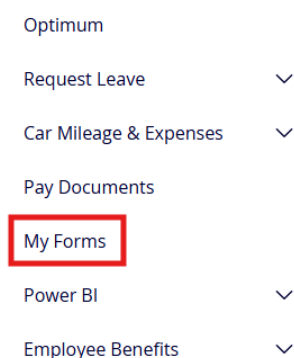 Optimum
Request Leave
Car Mileage & Expenses
Pay Documents
My Forms
Power BI
Employee Benefits